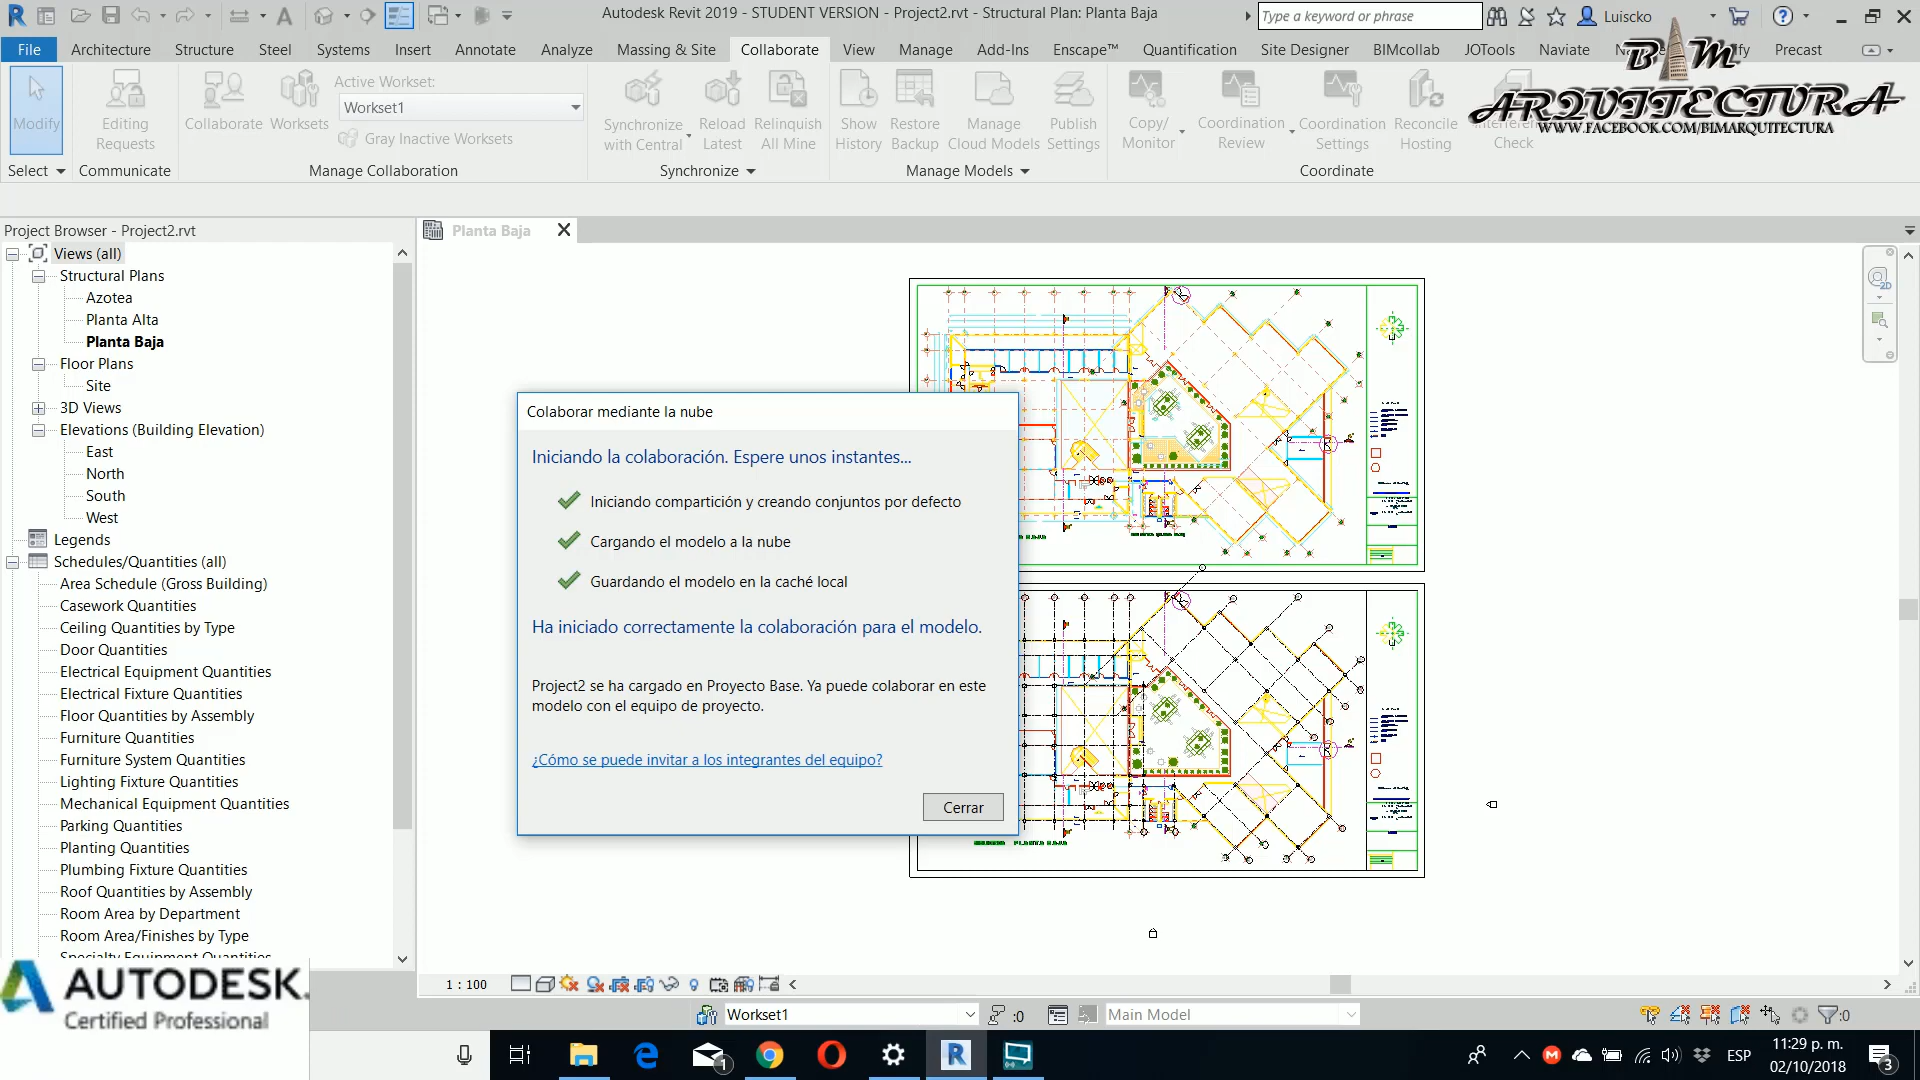 Autodesk Revit 2019 - STUDENT VERSION - Project2.rvt - Structural Plan: Planta Baja
Type a keyword or phrase
Luiscko
File Architecture Structure Steel Systems Insert Annotate Analyze Massing & Site Collaborate View Manage Add-Ins Enscape™ Quantification Site Designer BIMcollab JOTools Naviate Precast
BIM
ARQUITECTURA
WWW.FACEBOOK.COM/BIMARQUITECTURA
Modify
Editing Requests
Collaborate
Worksets
Active Workset:
Workset1
Gray Inactive Worksets
Synchronize with Central
Reload Latest
Relinquish All Mine
Show History
Restore Backup
Manage Cloud Models
Publish Settings
Copy/ Monitor
Coordination Review
Coordination Settings
Reconcile Hosting
Interference Check
Select Communicate Manage Collaboration Synchronize Manage Models Coordinate
Project Browser - Project2.rvt
Planta Baja
Views (all)
Structural Plans
Azotea
Planta Alta
Planta Baja
Floor Plans
Site
3D Views
Elevations (Building Elevation)
East
North
South
West
Legends
Schedules/Quantities (all)
Area Schedule (Gross Building)
Casework Quantities
Ceiling Quantities by Type
Door Quantities
Electrical Equipment Quantities
Electrical Fixture Quantities
Floor Quantities by Assembly
Furniture Quantities
Furniture System Quantities
Lighting Fixture Quantities
Mechanical Equipment Quantities
Parking Quantities
Planting Quantities
Plumbing Fixture Quantities
Roof Quantities by Assembly
Room Area by Department
Room Area/Finishes by Type
Specialty Equipment Quantities
Colaborar mediante la nube
Iniciando la colaboración. Espere unos instantes...
Iniciando compartición y creando conjuntos por defecto
Cargando el modelo a la nube
Guardando el modelo en la caché local
Ha iniciado correctamente la colaboración para el modelo.
Project2 se ha cargado en Proyecto Base. Ya puede colaborar en este
modelo con el equipo de proyecto.
¿Cómo se puede invitar a los integrantes del equipo?
Cerrar
2D
AUTODESK.
Certified Professional
1 : 100
Workset1
:0
Main Model
:0
1
ESP
11:29 p. m.
02/10/2018
3